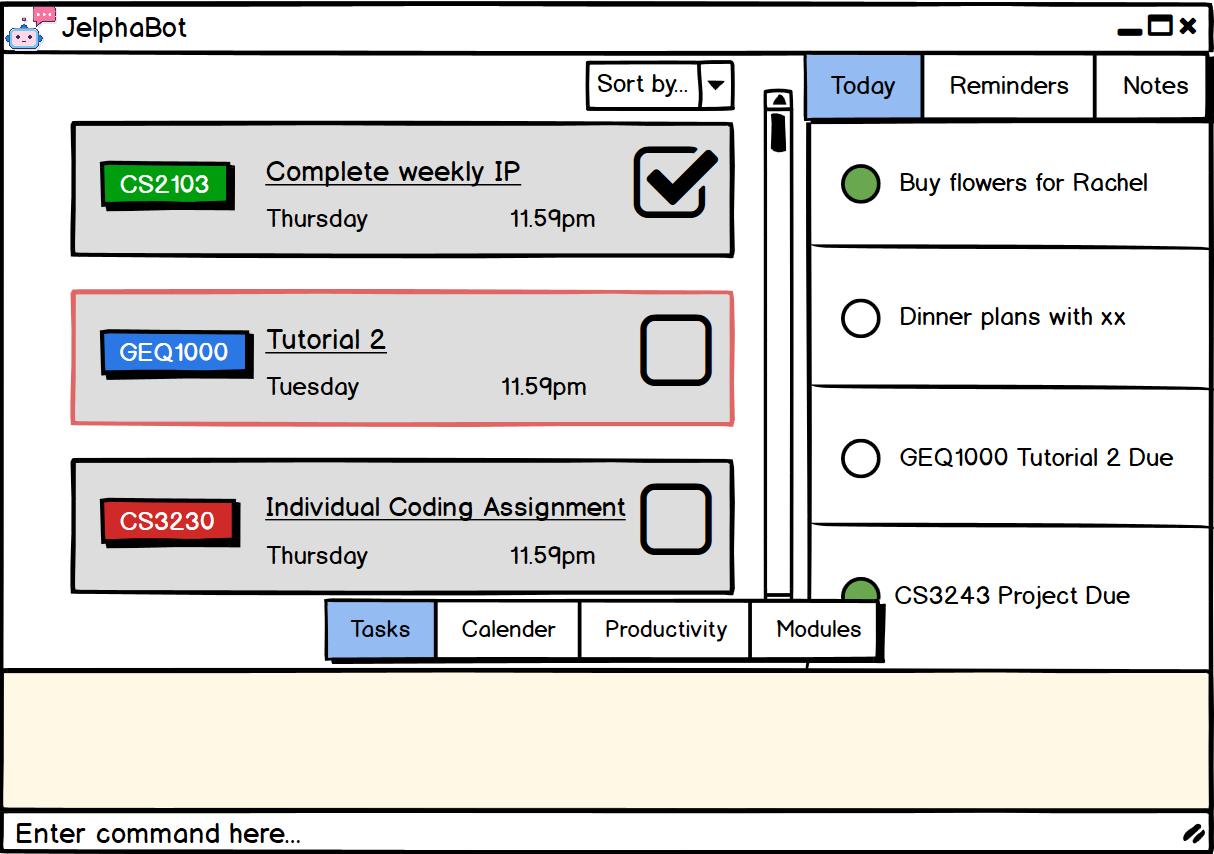 JelphaBot
Sort by...
CS2103
Complete weekly IP
Thursday 11.59pm
GEQ1000
Tutorial 2
Tuesday 11.59pm
CS3230
Individual Coding Assignment
Thursday 11.59pm
Today Reminders Notes
Buy flowers for Rachel
Dinner plans with xx
GEQ1000 Tutorial 2 Due
CS3243 Project Due
Tasks Calender Productivity Modules
Enter command here...